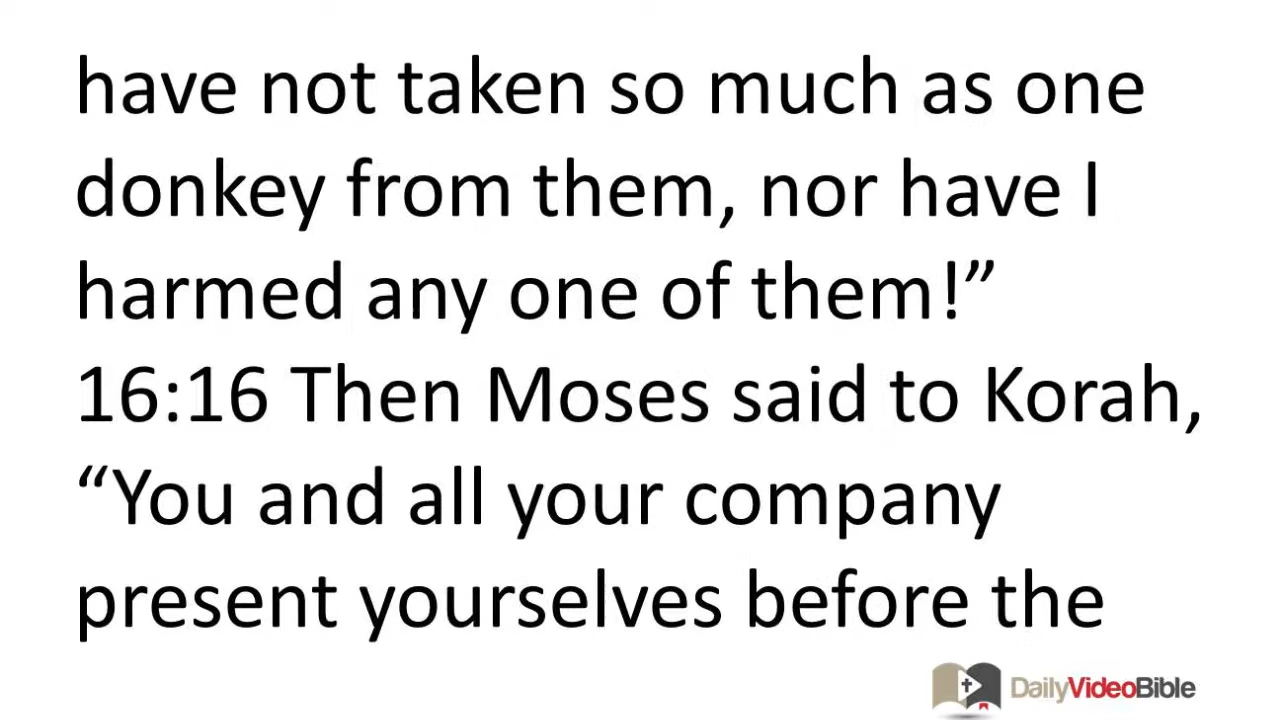 have not taken so much as one
donkey from them, nor have I
harmed any one of them!”
16:16 Then Moses said to Korah,
“You and all your company
present yourselves before the
DailyVideoBible